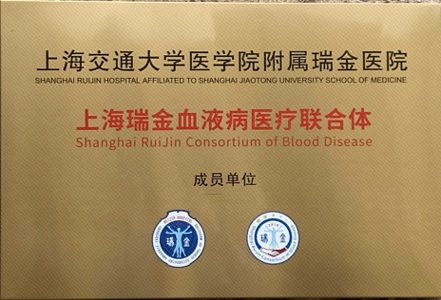 上海交通大学医学院附属瑞金医院
SHANGHAI RUIJIN HOSPITAL AFFILIATED TO SHANGHAI JIAOTONG UNIVERSITY SCHOOL OF MEDICINE
上海瑞金血液病医疗联合体
Shanghai RuiJin Consortium of Blood Disease
成员单位
瑞 金
瑞 金